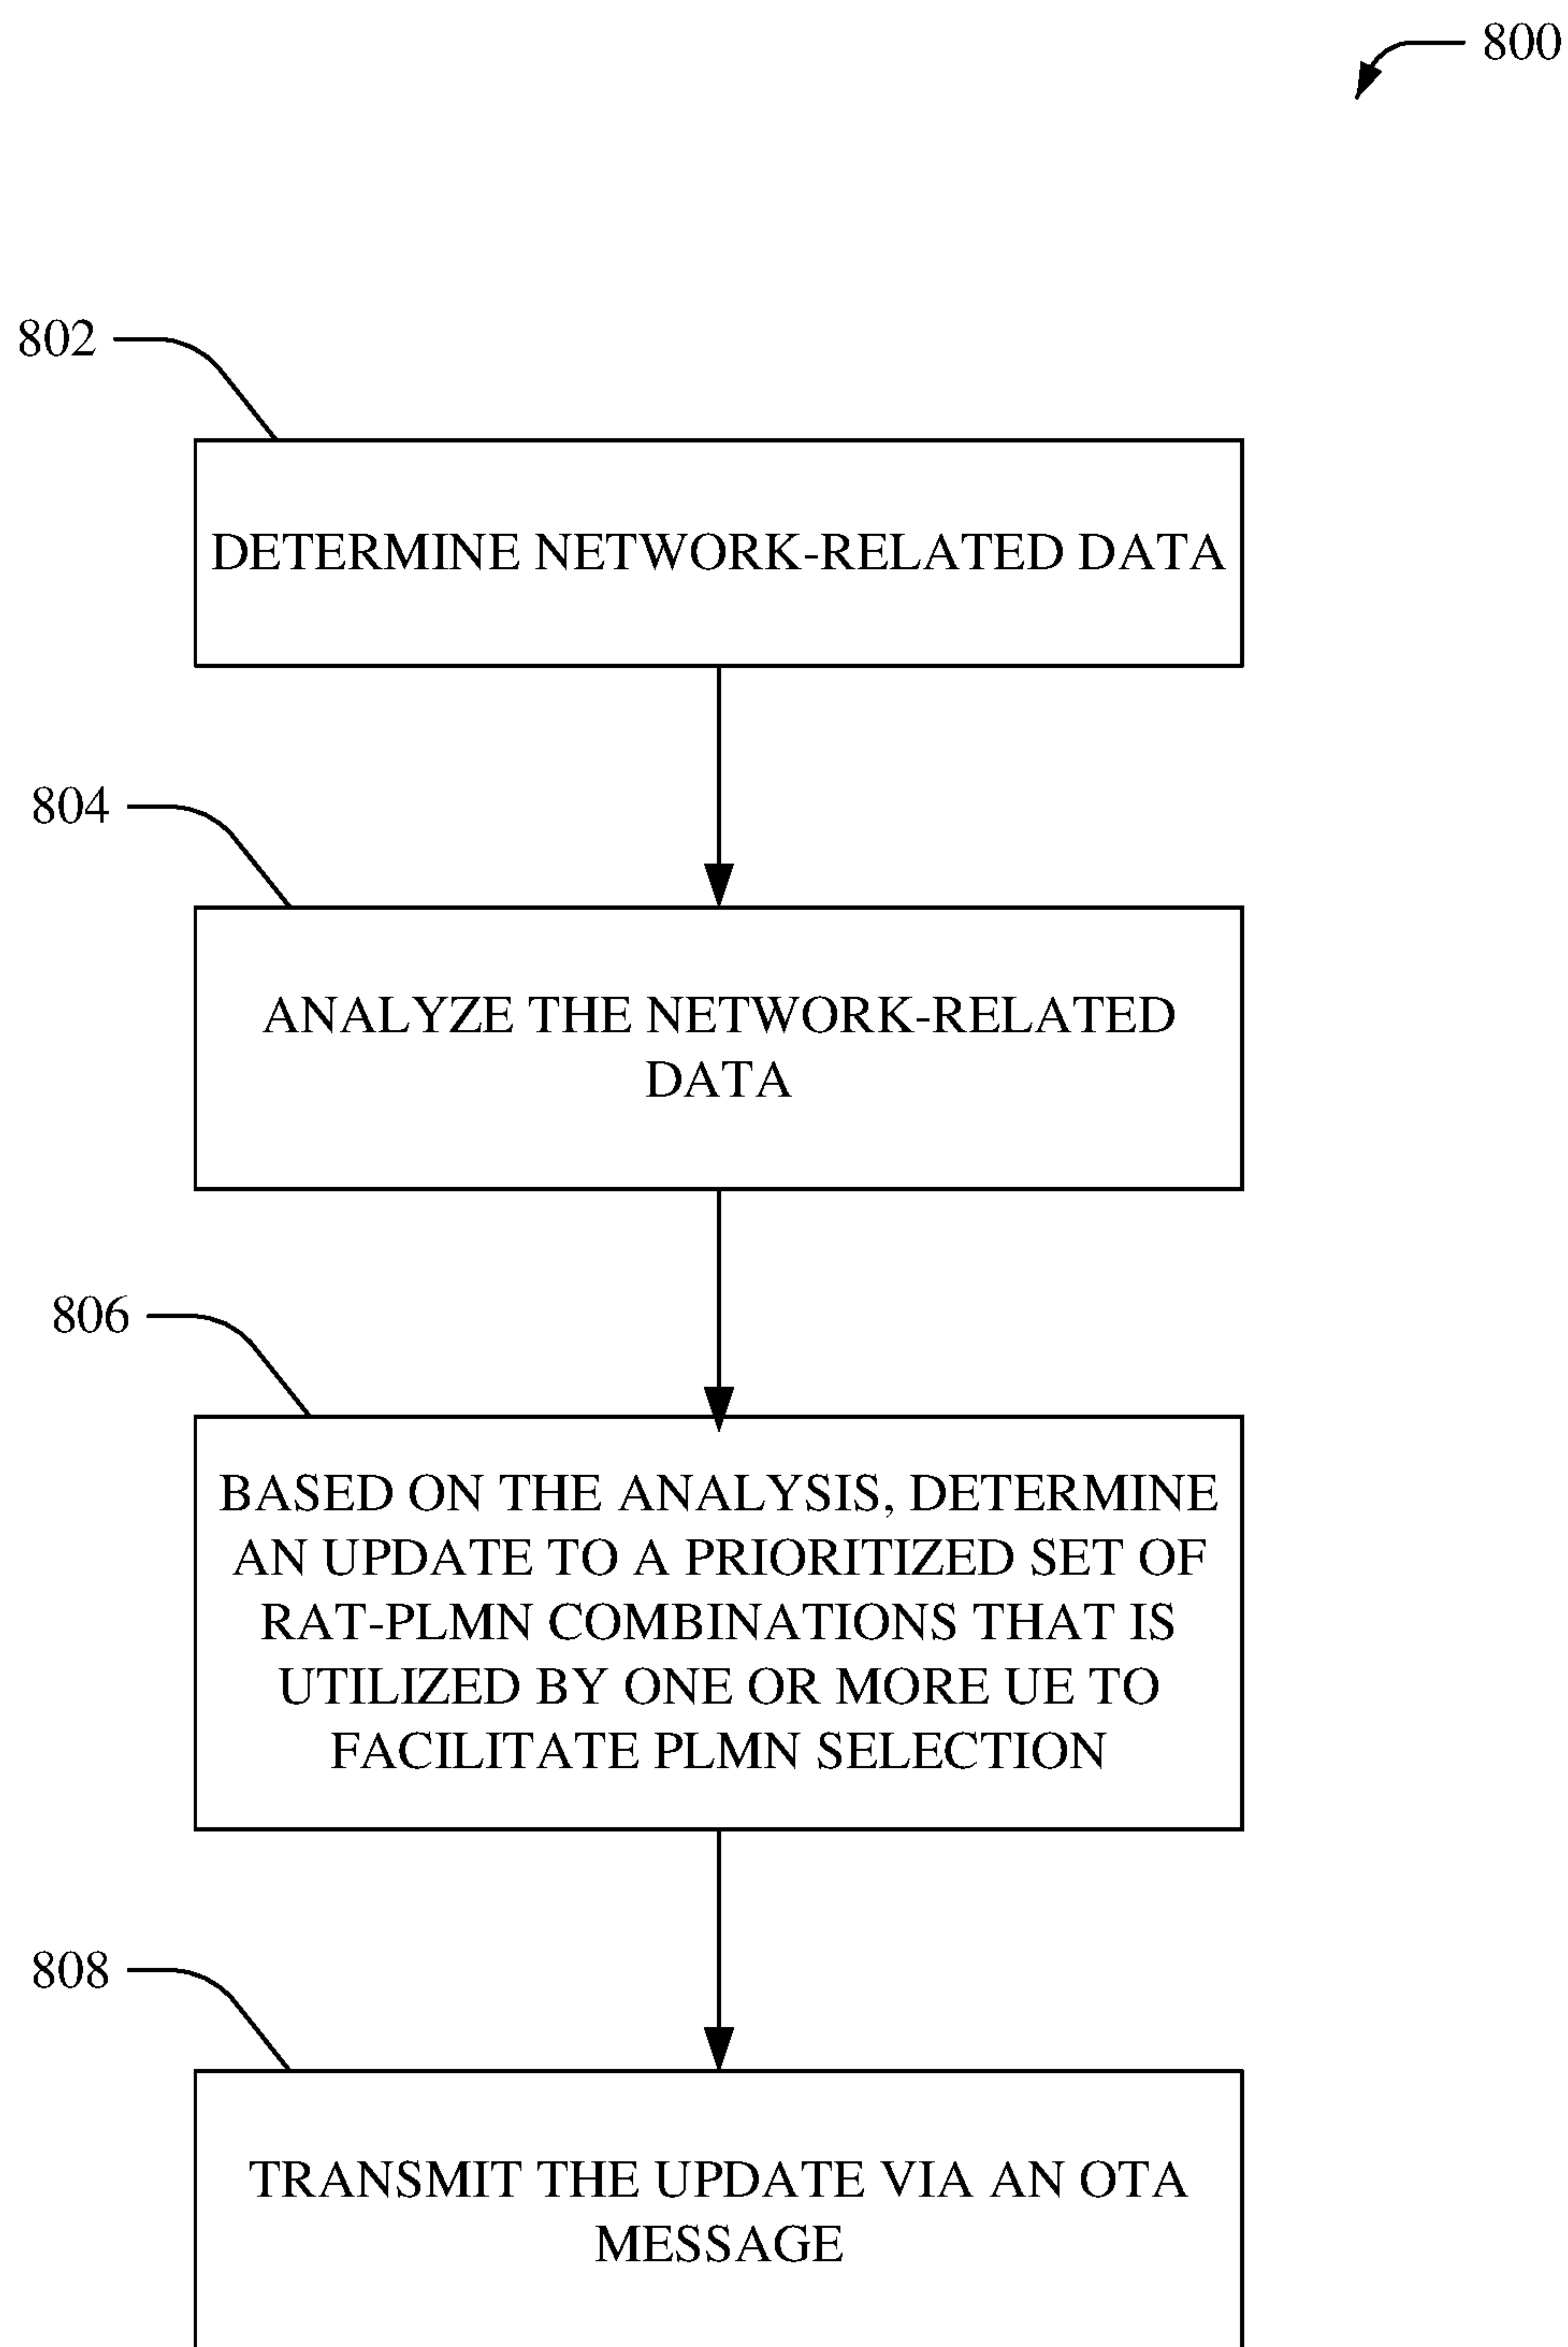 800
802
DETERMINE NETWORK-RELATED DATA
804
ANALYZE THE NETWORK-RELATED
DATA
806
BASED ON THE ANALYSIS, DETERMINE
AN UPDATE TO A PRIORITIZED SET OF
RAT-PLMN COMBINATIONS THAT IS
UTILIZED BY ONE OR MORE UE TO
FACILITATE PLMN SELECTION
808
TRANSMIT THE UPDATE VIA AN OTA
MESSAGE